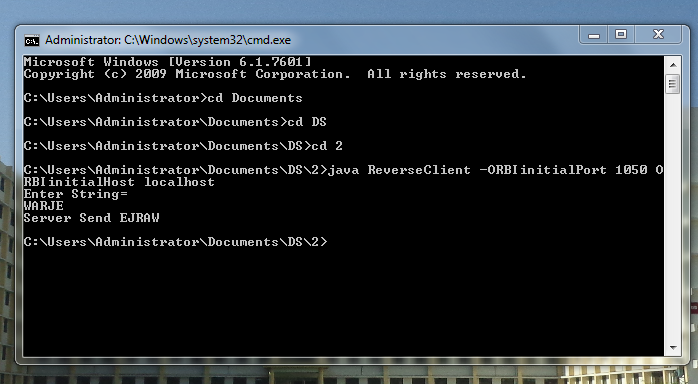 Administrator: C:\Windows\system32\cmd.exe
Microsoft Windows [Version 6.1.7601]
Copyright (c) 2009 Microsoft Corporation.  All rights reserved.
C:\Users\Administrator>cd Documents
C:\Users\Administrator\Documents>cd DS
C:\Users\Administrator\Documents\DS>cd 2
C:\Users\Administrator\Documents\DS\2>java ReverseClient -ORBIinitialPort 1050 O
RBIinitialHost localhost
Enter String=
WARJE
Server Send EJRAW
C:\Users\Administrator\Documents\DS\2>